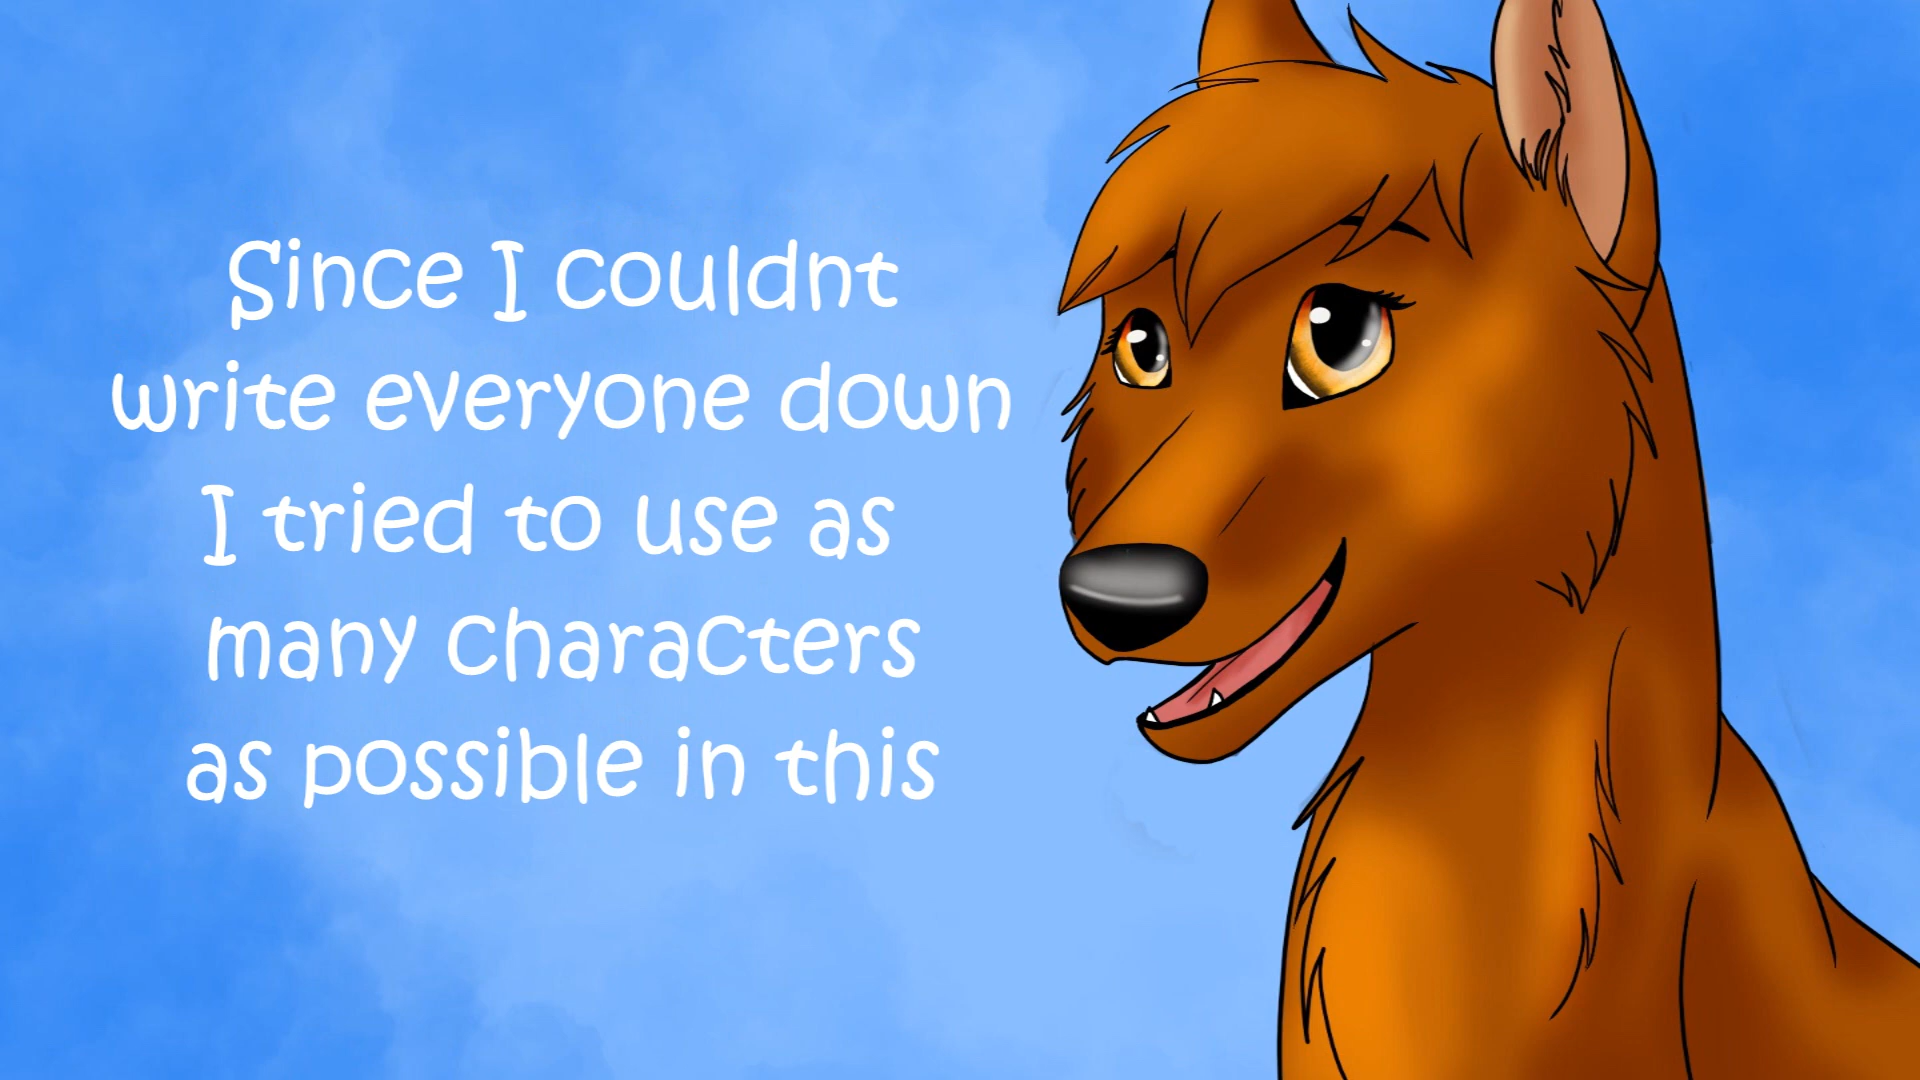 Since I couldnt
write everyone down
I tried to use as
many characters
as possible in this